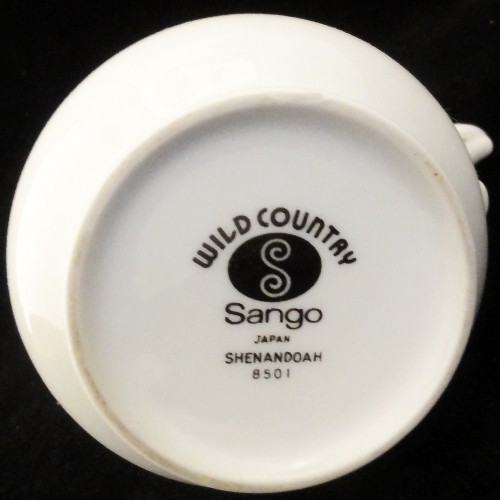 WILD COUNTRY
Sango
JAPAN
SHENANDOAH
8501